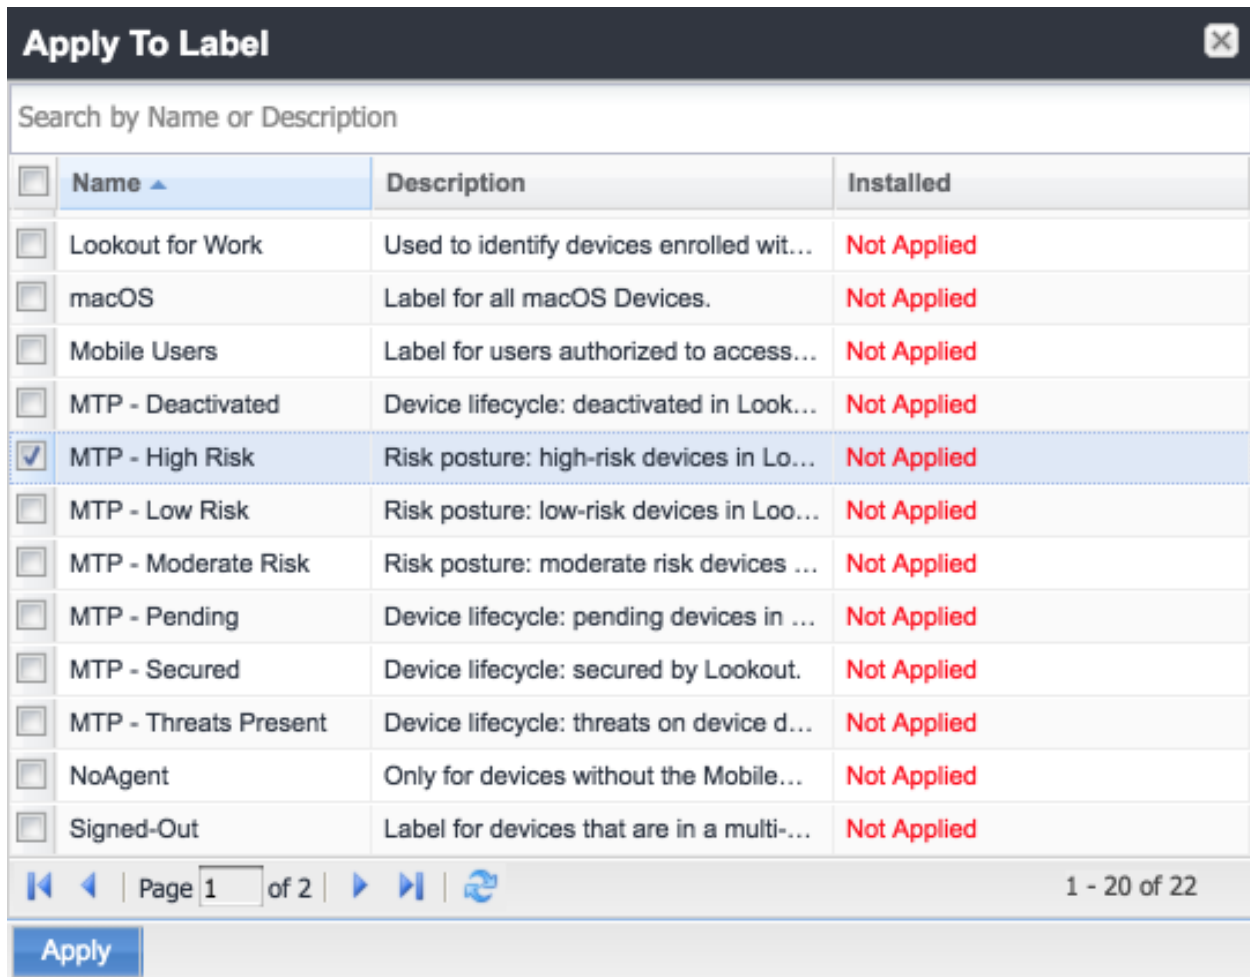 Apply To Label
Search by Name or Description
Name Description Installed
Lookout for Work Used to identify devices enrolled wit... Not Applied
macOS Label for all macOS Devices. Not Applied
Mobile Users Label for users authorized to access... Not Applied
MTP - Deactivated Device lifecycle: deactivated in Look... Not Applied
MTP - High Risk Risk posture: high-risk devices in Lo... Not Applied
MTP - Low Risk Risk posture: low-risk devices in Loo... Not Applied
MTP - Moderate Risk Risk posture: moderate risk devices ... Not Applied
MTP - Pending Device lifecycle: pending devices in ... Not Applied
MTP - Secured Device lifecycle: secured by Lookout. Not Applied
MTP - Threats Present Device lifecycle: threats on device d... Not Applied
NoAgent Only for devices without the Mobile... Not Applied
Signed-Out Label for devices that are in a multi-... Not Applied
Page 1 of 2 1 - 20 of 22
Apply